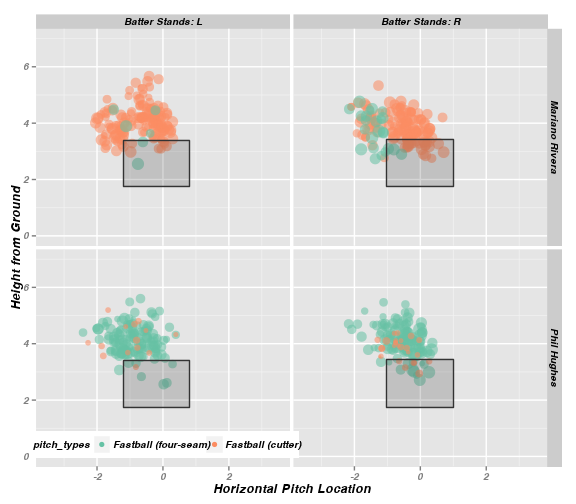 Batter Stands: L Batter Stands: R
Height from Ground
6
4
2
0
Mariano Rivera
6
4
2
0
Phil Hughes
pitch_types Fastball (four-seam) Fastball (cutter)
-2 0 2 -2 0 2
Horizontal Pitch Location